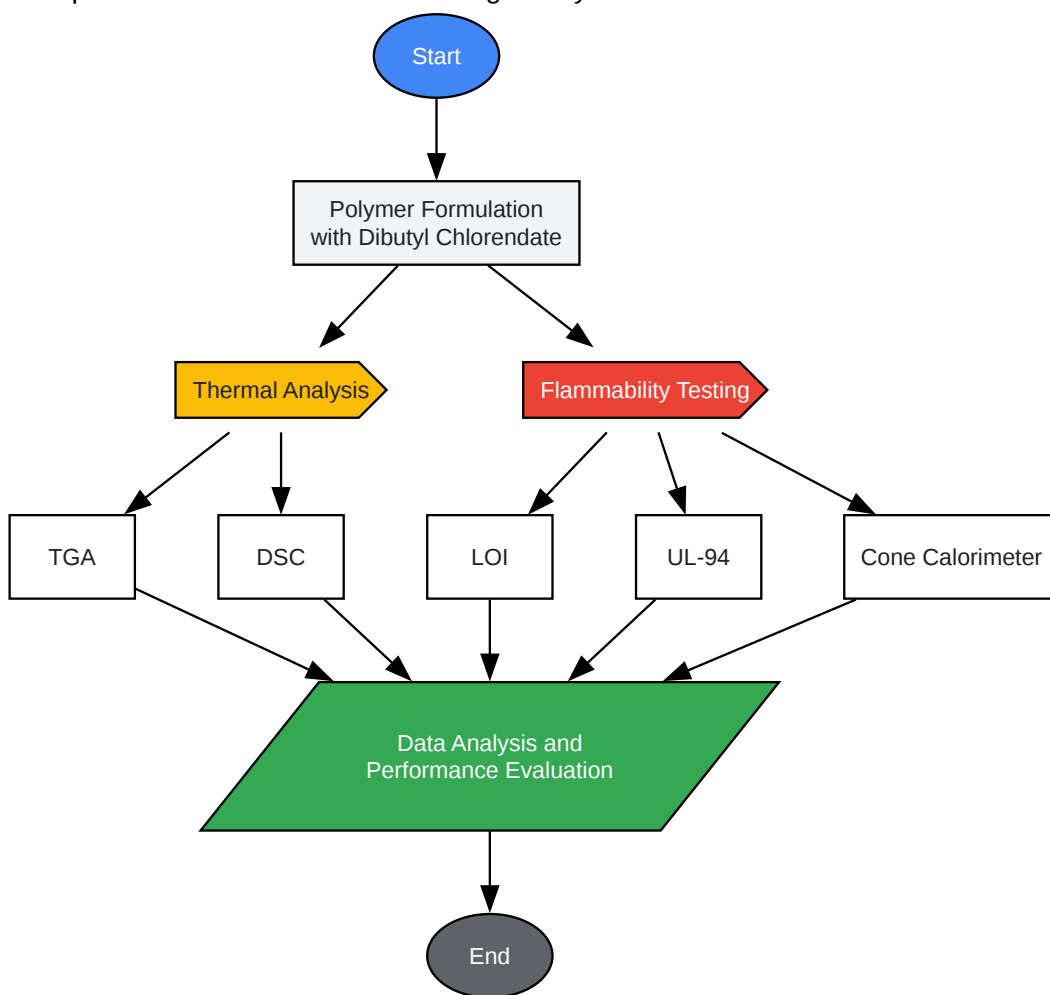 Start
Polymer Formulation
with Dibutyl Chlorendate
Thermal Analysis
Flammability Testing
TGA
DSC
LOI
UL-94
Cone Calorimeter
Data Analysis and
Performance Evaluation
End